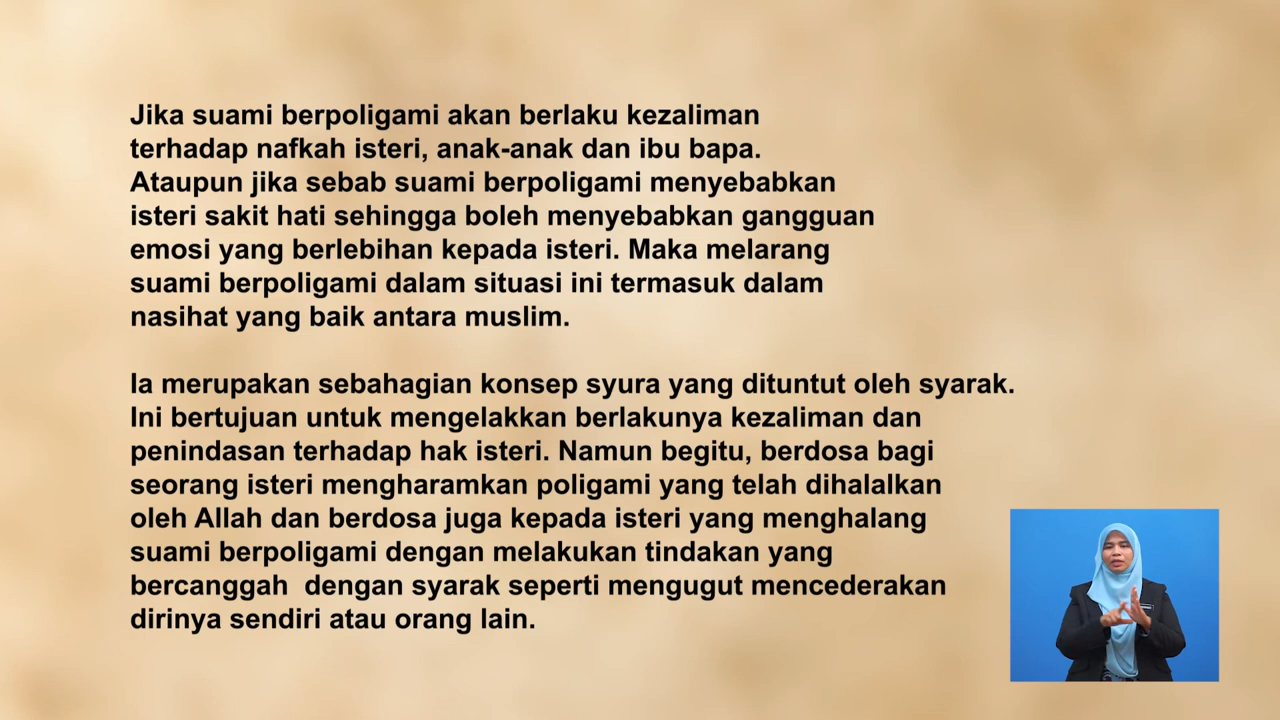 Jika suami berpoligami akan berlaku kezaliman
terhadap nafkah isteri, anak-anak dan ibu bapa.
Ataupun jika sebab suami berpoligami menyebabkan
isteri sakit hati sehingga boleh menyebabkan gangguan
emosi yang berlebihan kepada isteri. Maka melarang
suami berpoligami dalam situasi ini termasuk dalam
nasihat yang baik antara muslim.
Ia merupakan sebahagian konsep syura yang dituntut oleh syarak.
Ini bertujuan untuk mengelakkan berlakunya kezaliman dan
penindasan terhadap hak isteri. Namun begitu, berdosa bagi
seorang isteri mengharamkan poligami yang telah dihalalkan
oleh Allah dan berdosa juga kepada isteri yang menghalang
suami berpoligami dengan melakukan tindakan yang
bercanggah  dengan syarak seperti mengugut mencederakan
dirinya sendiri atau orang lain.